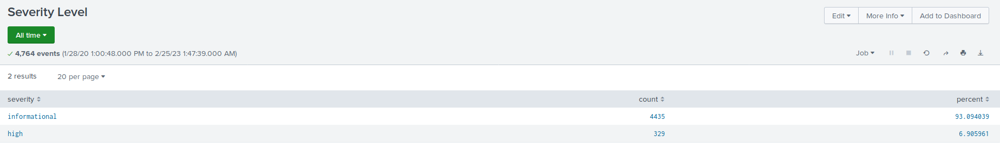 Severity Level
Edit More Info Add to Dashboard
All time
4,764 events (1/28/20 1:00:48.000 PM to 2/25/23 1:47:39.000 AM)
Job
2 results 20 per page
severity count percent
informational 4435 93.094039
high 329 6.905961